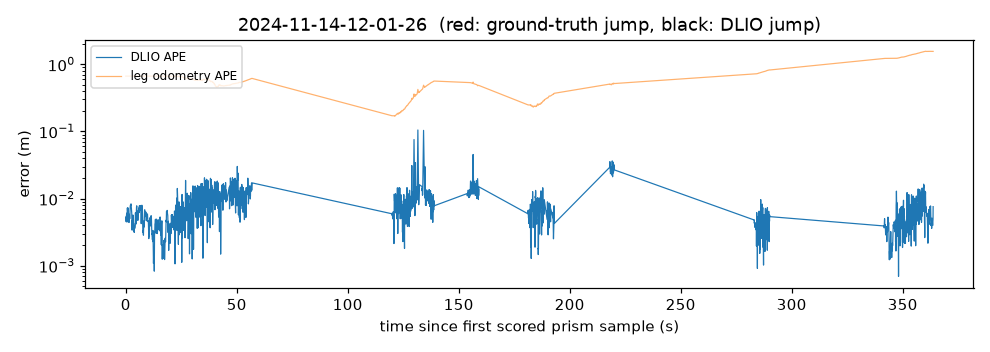 2024-11-14-12-01-26  (red: ground-truth jump, black: DLIO jump)
DLIO APE
leg odometry APE
error (m)
10⁰
10⁻¹
10⁻²
10⁻³
0 50 100 150 200 250 300 350
time since first scored prism sample (s)